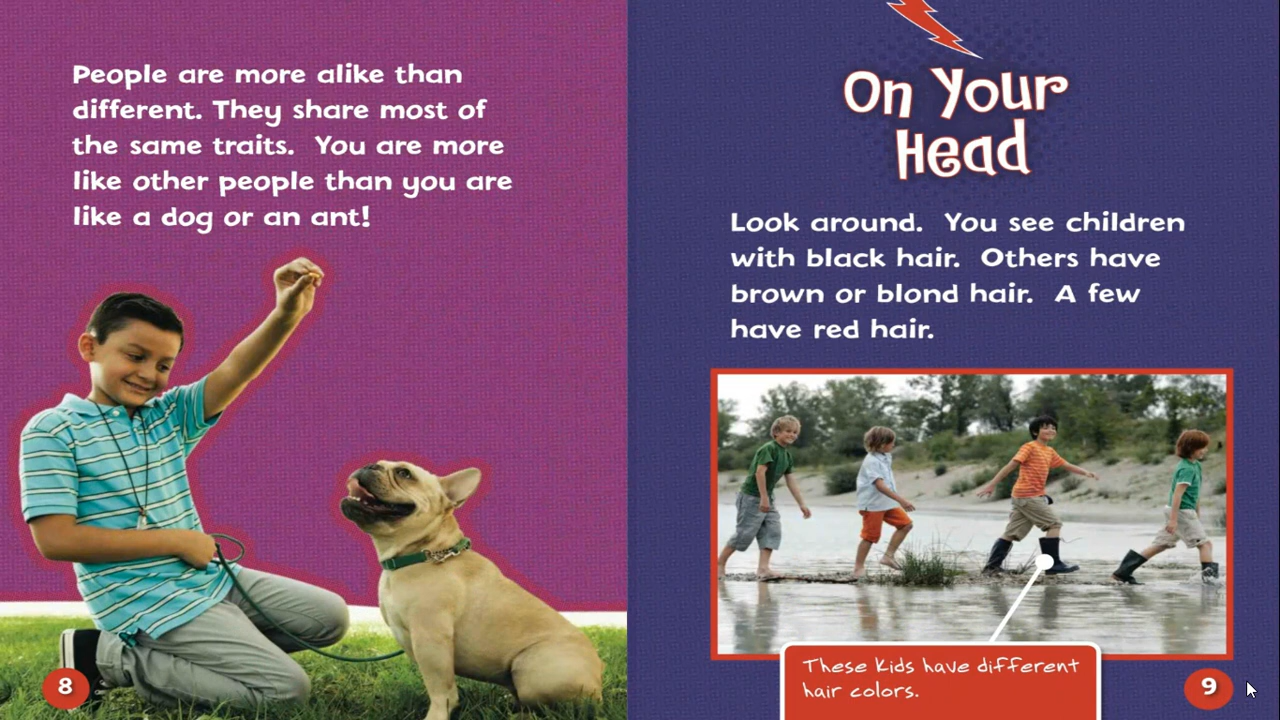 People are more alike than
different. They share most of
the same traits.  You are more
like other people than you are
like a dog or an ant!
8
On Your
Head
Look around.  You see children
with black hair.  Others have
brown or blond hair.  A few
have red hair.
These kids have different
hair colors.
9